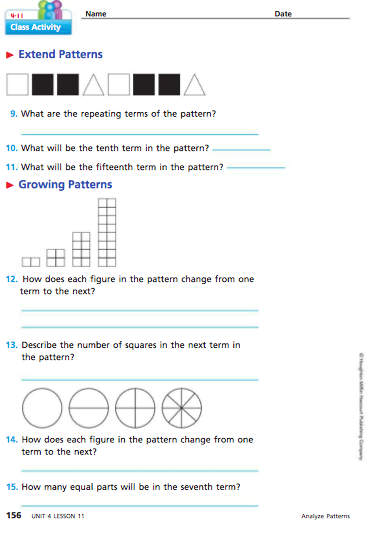 4-11
Class Activity
Name
Date
Extend Patterns
9. What are the repeating terms of the pattern?
10. What will be the tenth term in the pattern?
11. What will be the fifteenth term in the pattern?
Growing Patterns
12. How does each figure in the pattern change from one
term to the next?
13. Describe the number of squares in the next term in
the pattern?
© Houghton Mifflin Harcourt Publishing Company
14. How does each figure in the pattern change from one
term to the next?
15. How many equal parts will be in the seventh term?
156 UNIT 4 LESSON 11
Analyze Patterns